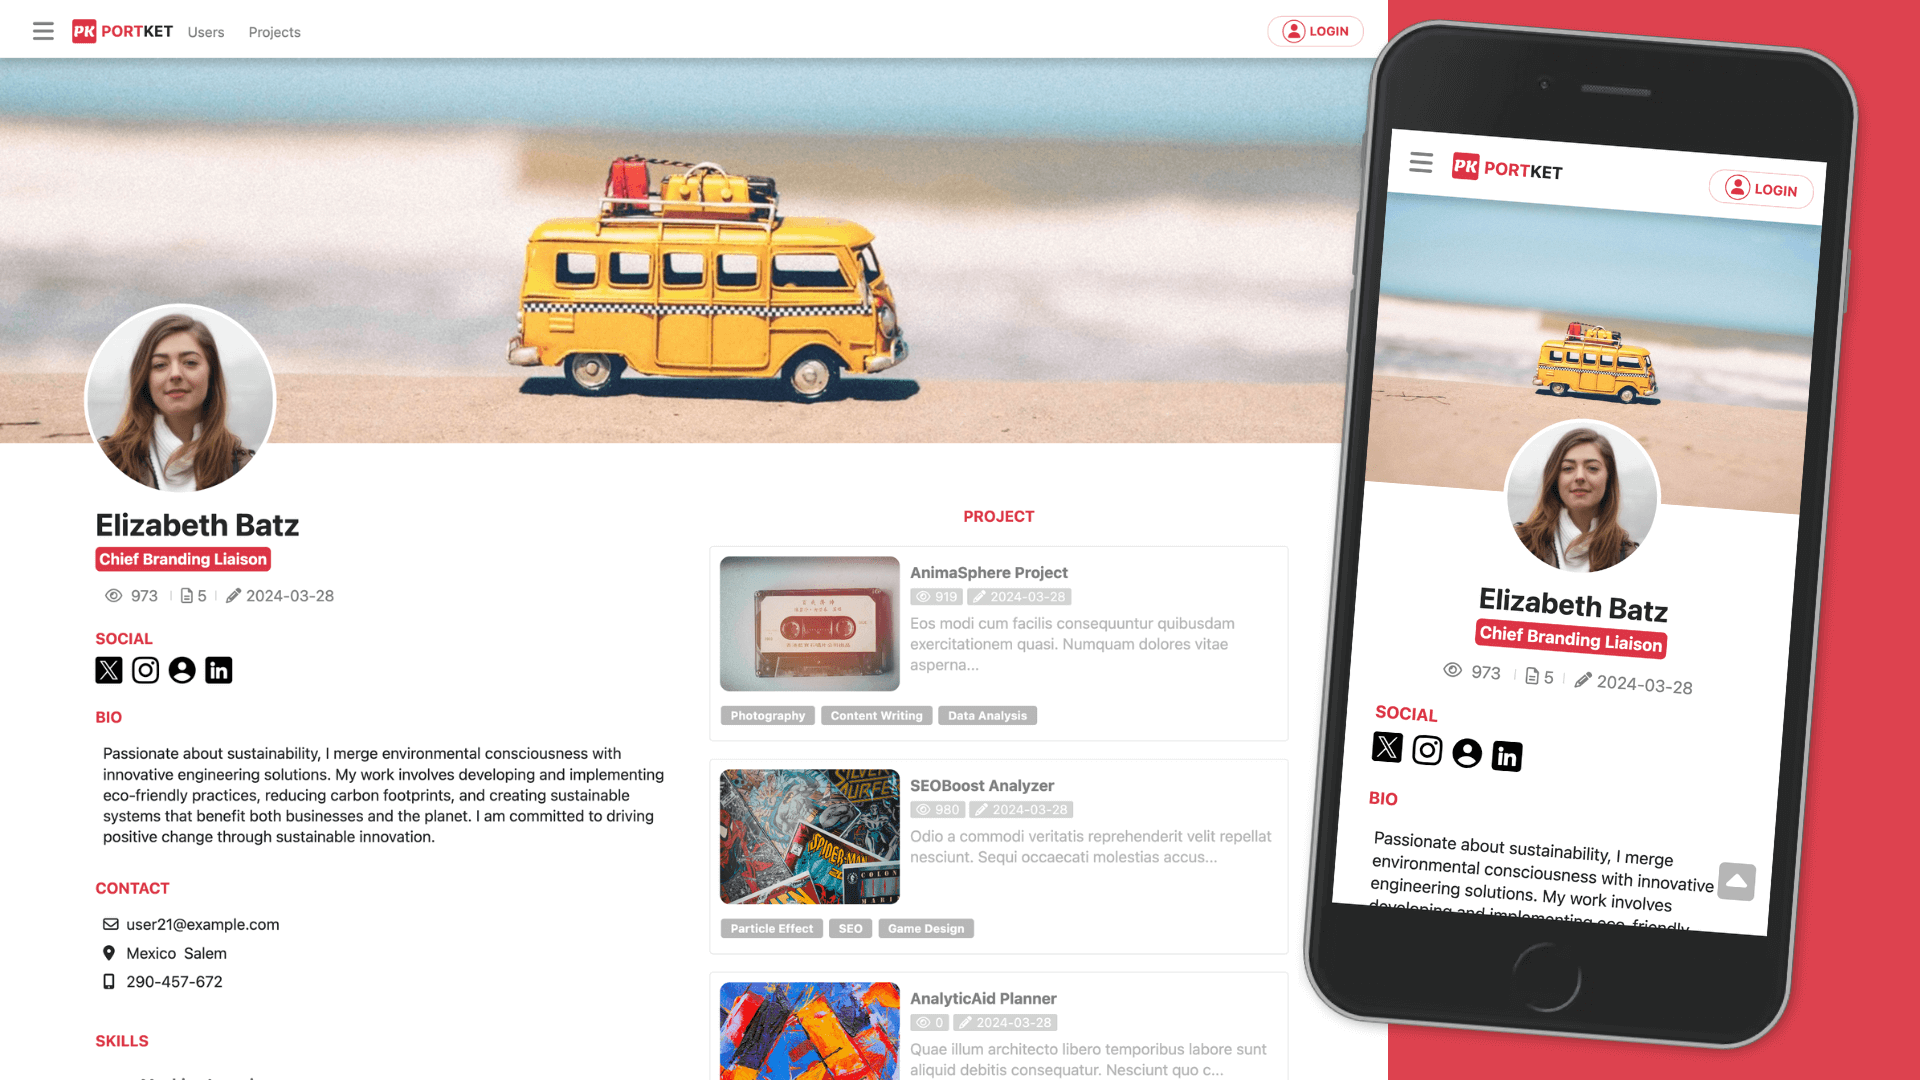 PK PORTKET Users Projects
LOGIN
Elizabeth Batz
Chief Branding Liaison
973 5 2024-03-28
SOCIAL
BIO
Passionate about sustainability, I merge environmental consciousness with
innovative engineering solutions. My work involves developing and implementing
eco-friendly practices, reducing carbon footprints, and creating sustainable
systems that benefit both businesses and the planet. I am committed to driving
positive change through sustainable innovation.
CONTACT
user21@example.com
Mexico Salem
290-457-672
SKILLS
PROJECT
AnimaSphere Project
919 2024-03-28
Eos modi cum facilis consequuntur quibusdam
exercitationem quasi. Numquam dolores vitae
asperna...
Photography Content Writing Data Analysis
SEOBoost Analyzer
980 2024-03-28
Odio a commodi veritatis reprehenderit velit repellat
nesciunt. Sequi occaecati molestias accus...
SPIDER-MAN
Particle Effect SEO Game Design
AnalyticAid Planner
0 2024-03-28
Quae illum architecto libero temporibus labore sunt
aliquid debitis consequatur. Nesciunt quo c...
PK PORTKET
LOGIN
Elizabeth Batz
Chief Branding Liaison
973 5 2024-03-28
SOCIAL
BIO
Passionate about sustainability, I merge
environmental consciousness with innovative
engineering solutions. My work involves
developing and implementing eco-friendly